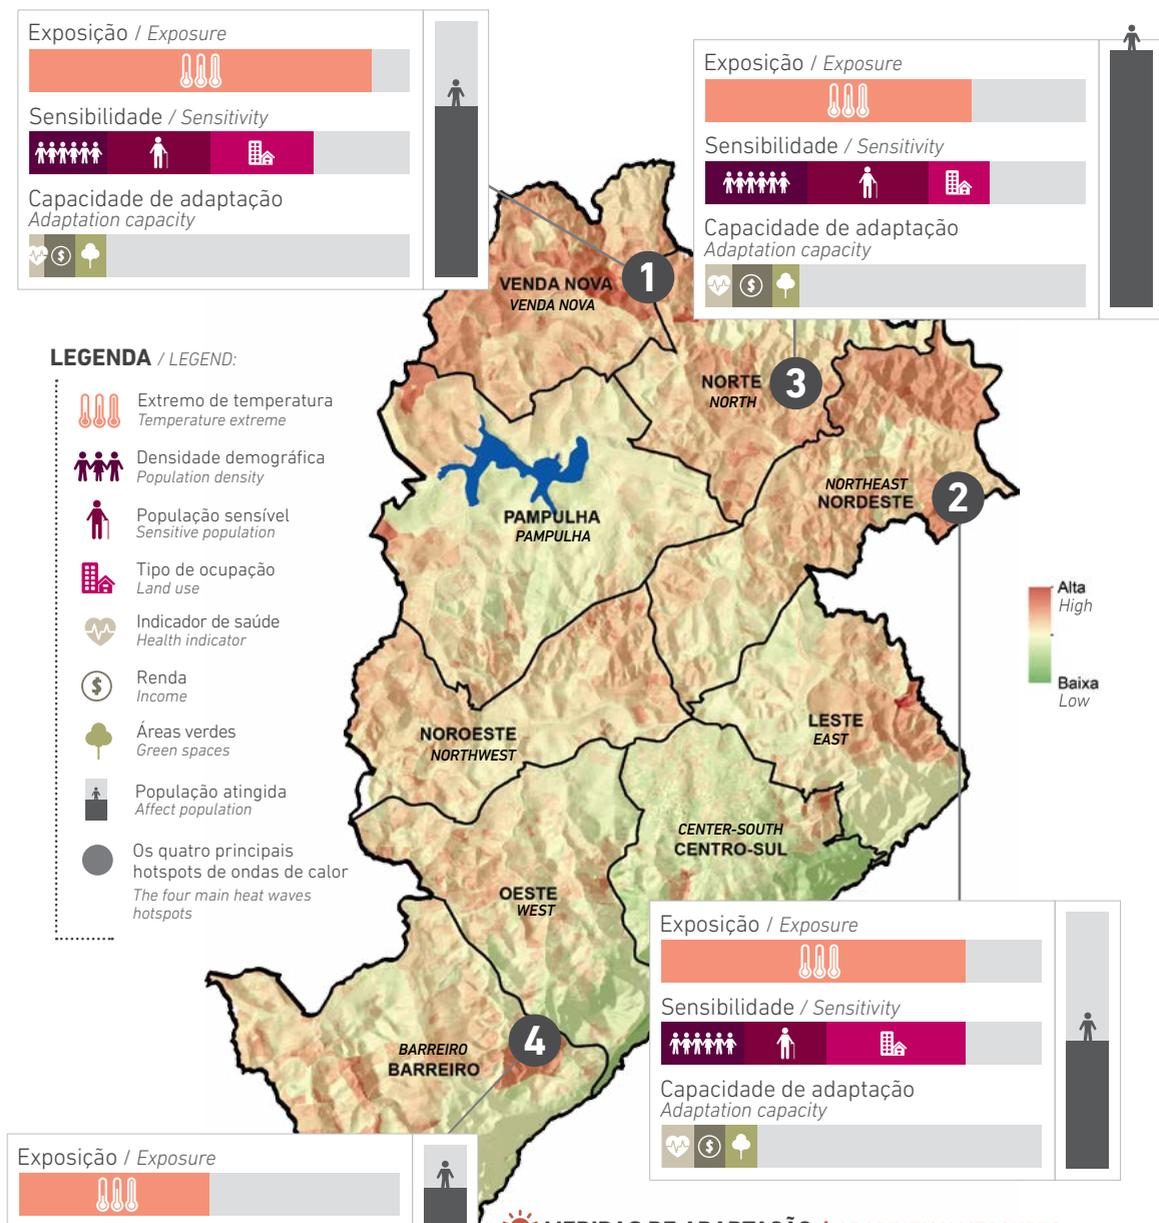 Exposição / Exposure
Sensibilidade / Sensitivity
Capacidade de adaptação
Adaptation capacity
Exposição / Exposure
Sensibilidade / Sensitivity
Capacidade de adaptação
Adaptation capacity
LEGENDA / LEGEND:
Extremo de temperatura
Temperature extreme
Densidade demográfica
Population density
População sensível
Sensitive population
Tipo de ocupação
Land use
Indicador de saúde
Health indicator
Renda
Income
Áreas verdes
Green spaces
População atingida
Affect population
Os quatro principais
hotspots de ondas de calor
The four main heat waves
hotspots
VENDA NOVA
VENDA NOVA
1
NORTE
NORTH
3
NORTHEAST
NORDESTE
2
PAMPULHA
PAMPULHA
NOROESTE
NORTHWEST
LESTE
EAST
CENTER-SOUTH
CENTRO-SUL
OESTE
WEST
BARREIRO
BARREIRO
4
Alta
High
Baixa
Low
Exposição / Exposure
Sensibilidade / Sensitivity
Capacidade de adaptação
Adaptation capacity
Exposição / Exposure
MEDIDAS DE ADAPTAÇÃO /